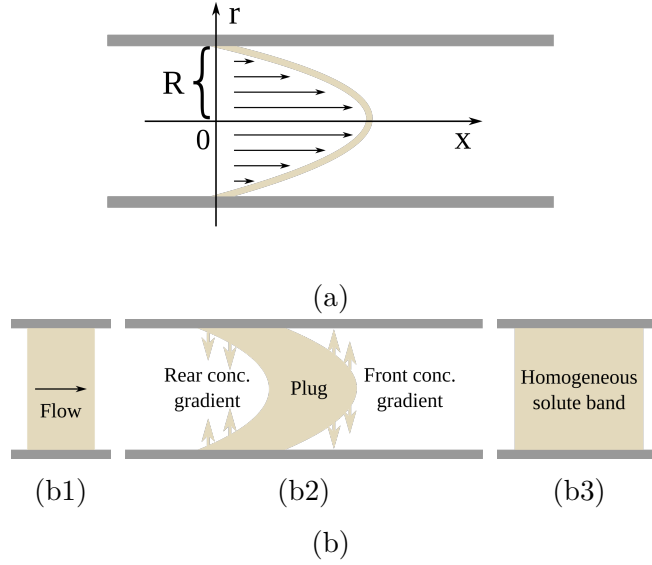 r
R
0
x
(a)
Flow
Rear conc.
gradient
Plug
Front conc.
gradient
Homogeneous
solute band
(b1)
(b2)
(b3)
(b)